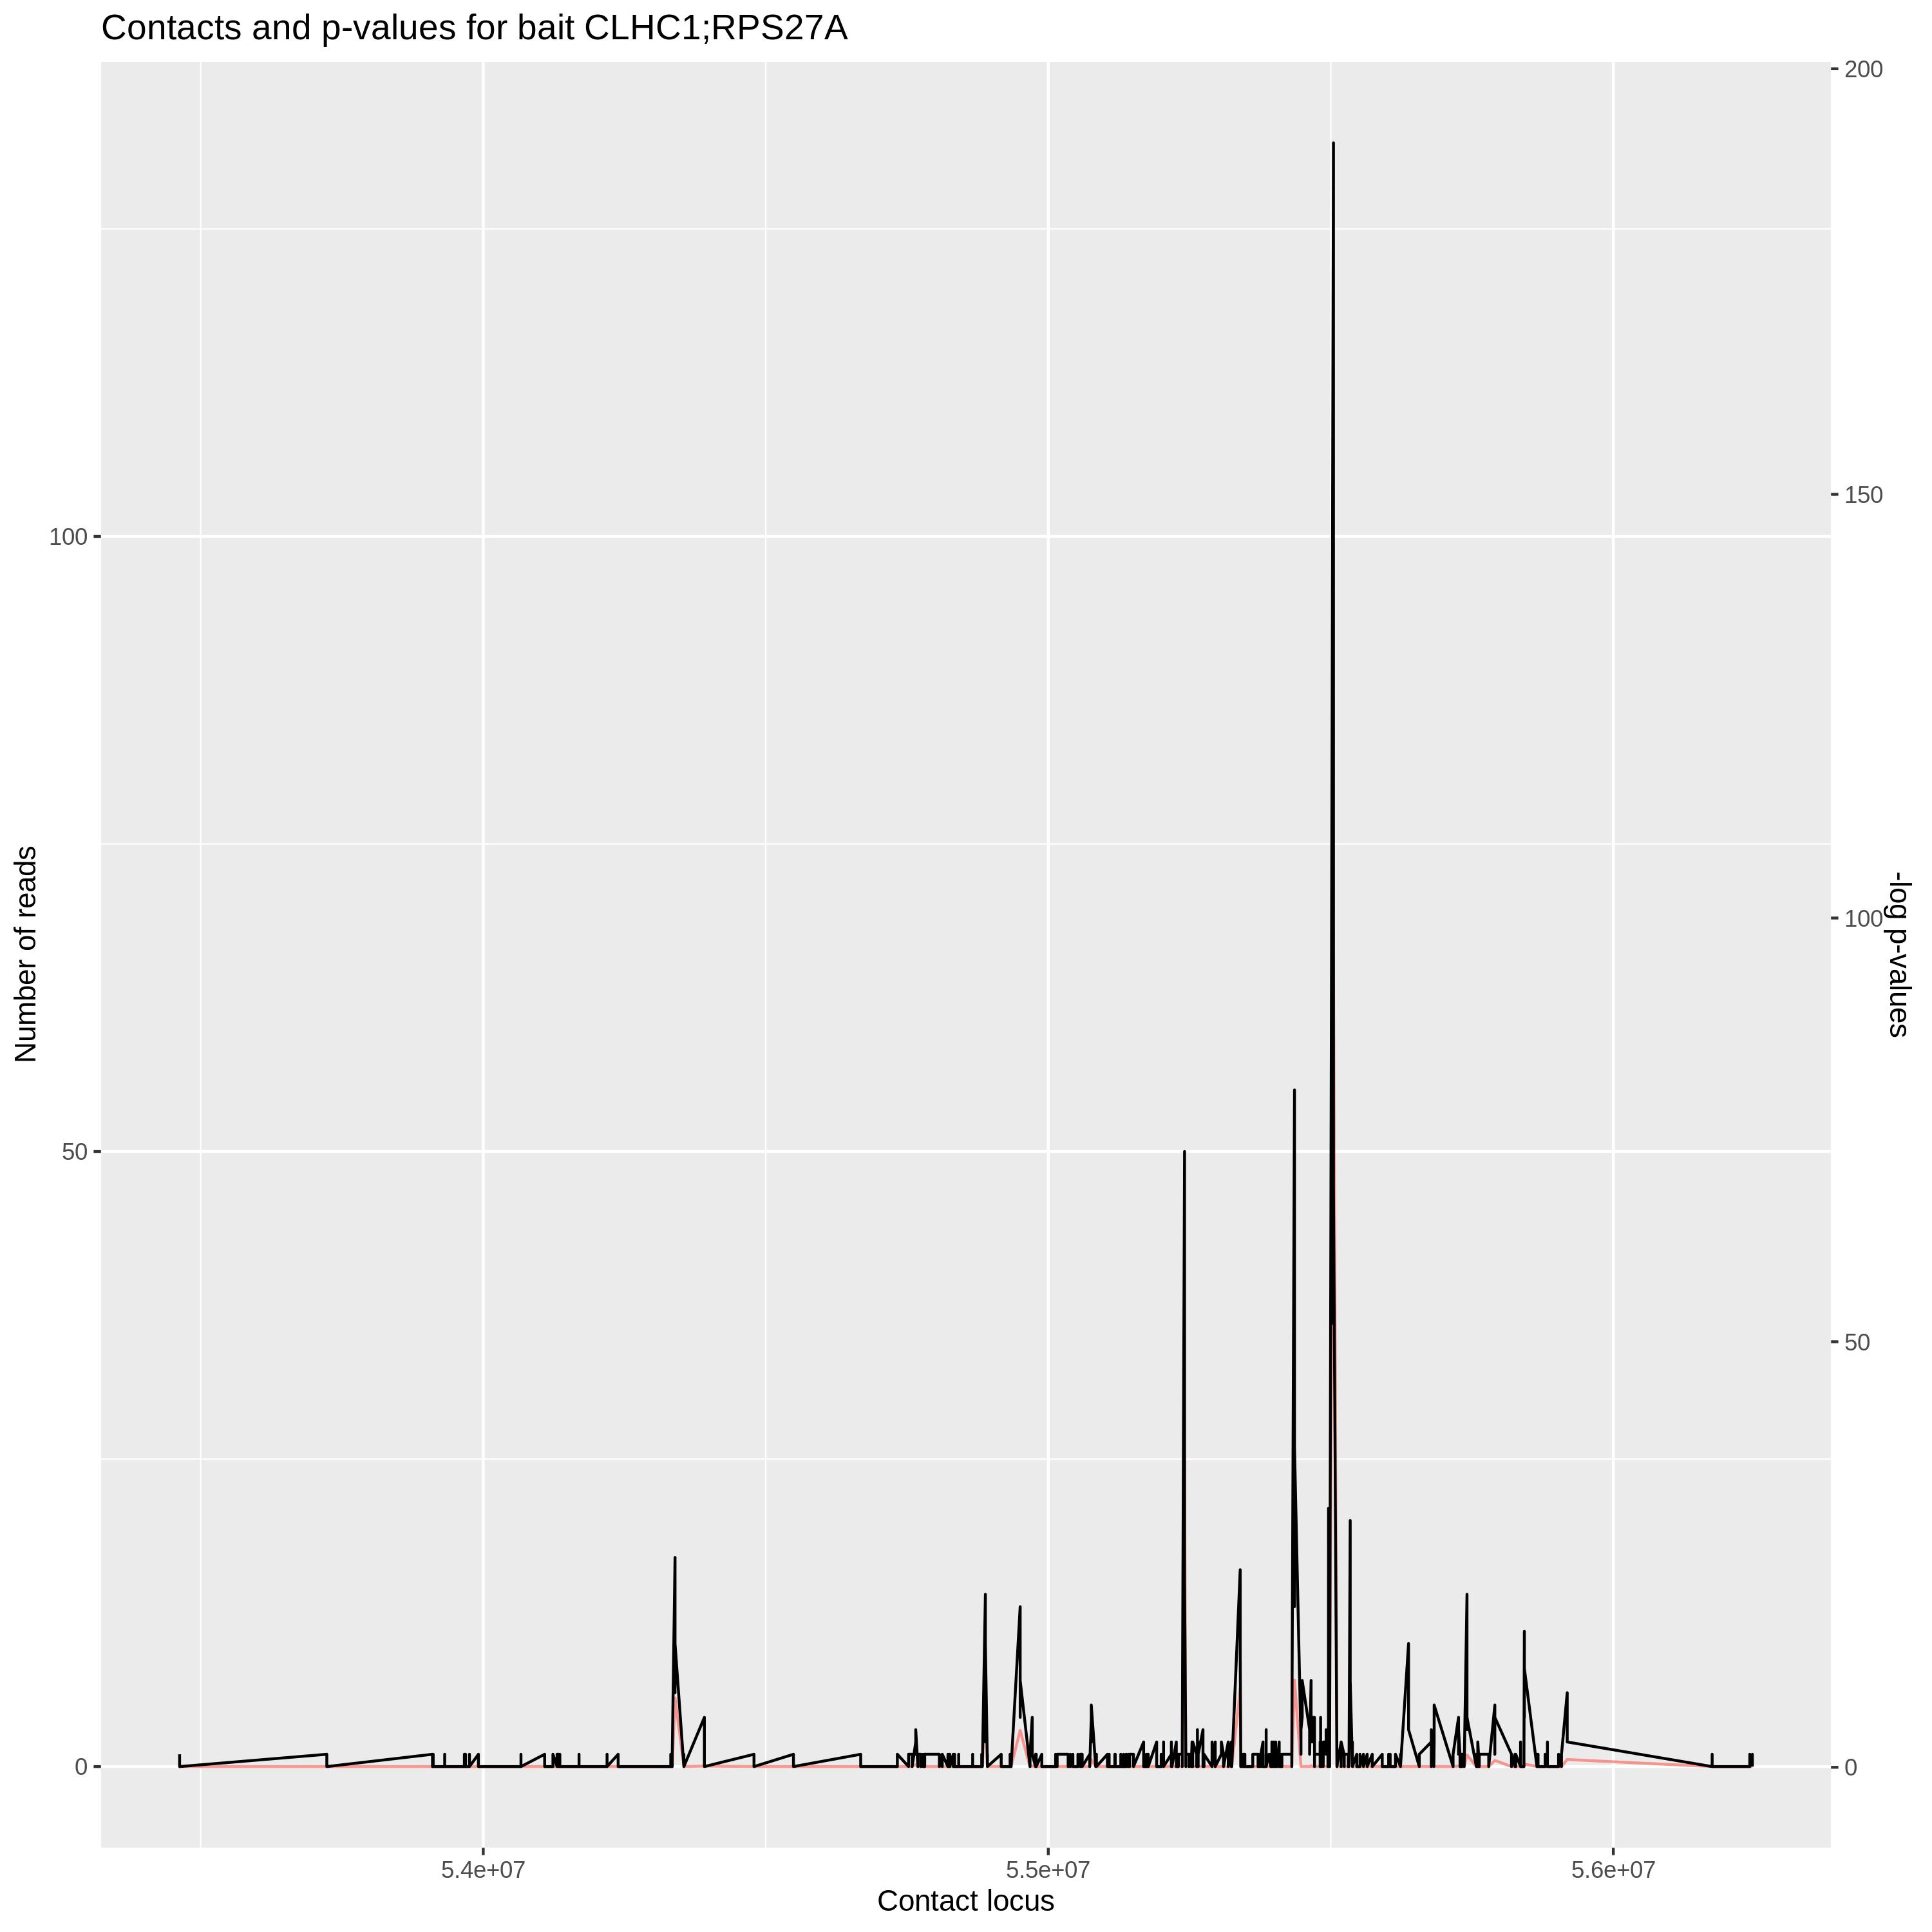 Contacts and p-values for bait CLHC1;RPS27A
200
150
100
100
50
50
0
0
Number of reads
-log p-values
5.4e+07
5.5e+07
5.6e+07
Contact locus